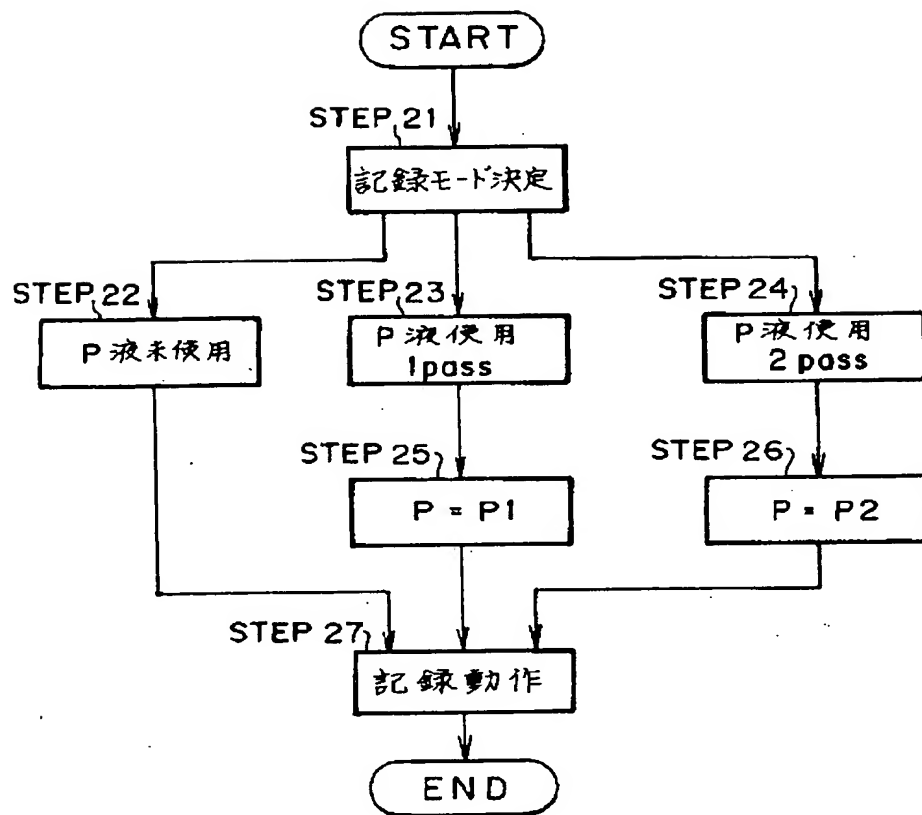 START
STEP 21
記録モード決定
STEP 22
P液未使用
STEP 23
P液使用
1pass
STEP 24
P液使用
2 pass
STEP 25
P = P1
STEP 26
P = P2
STEP 27
記録動作
END